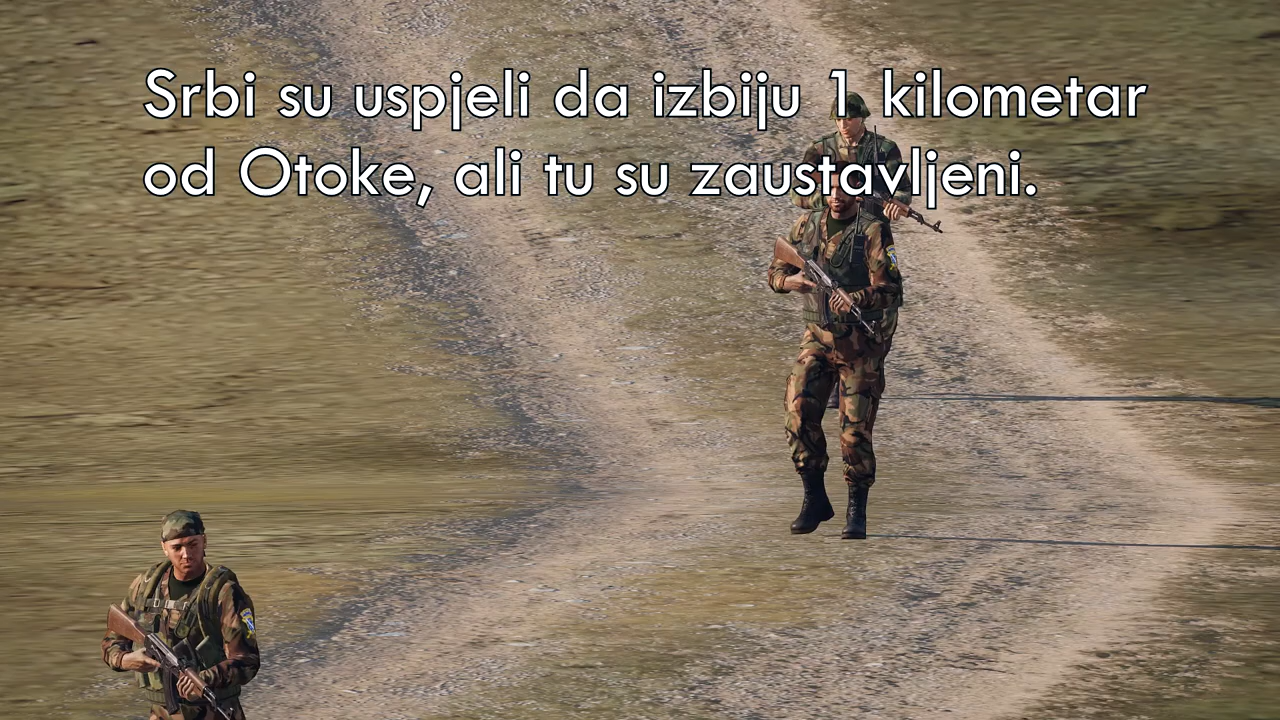 Srbi su uspjeli da izbiju 1 kilometar
od Otoke, ali tu su zaustavljeni.